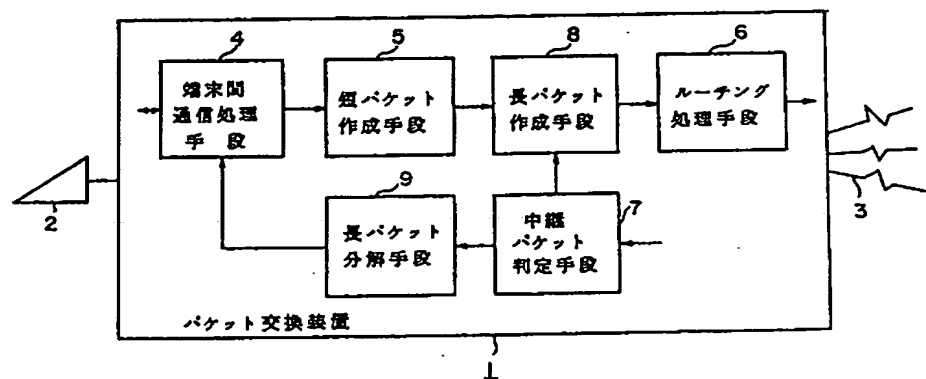 4
5
8
6
端末間
通信処理
手段
短パケット
作成手段
長パケット
作成手段
ルーチング
処理手段
2
9
7
3
長パケット
分解手段
中継
パケット
判定手段
パケット交換装置
1